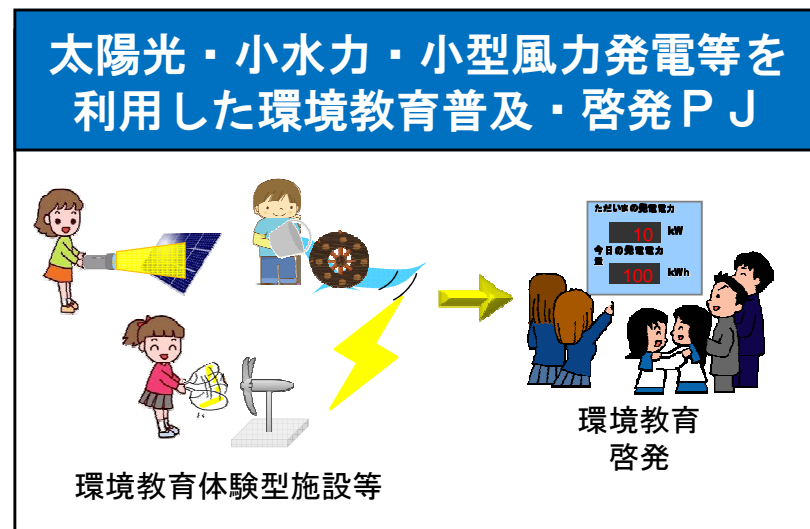 太陽光・小水力・小型風力発電等を
利用した環境教育普及・啓発ＰＪ
ただいまの発電電力
10 kW
今日の発電電力
量
100 kWh
環境教育
啓発
環境教育体験型施設等